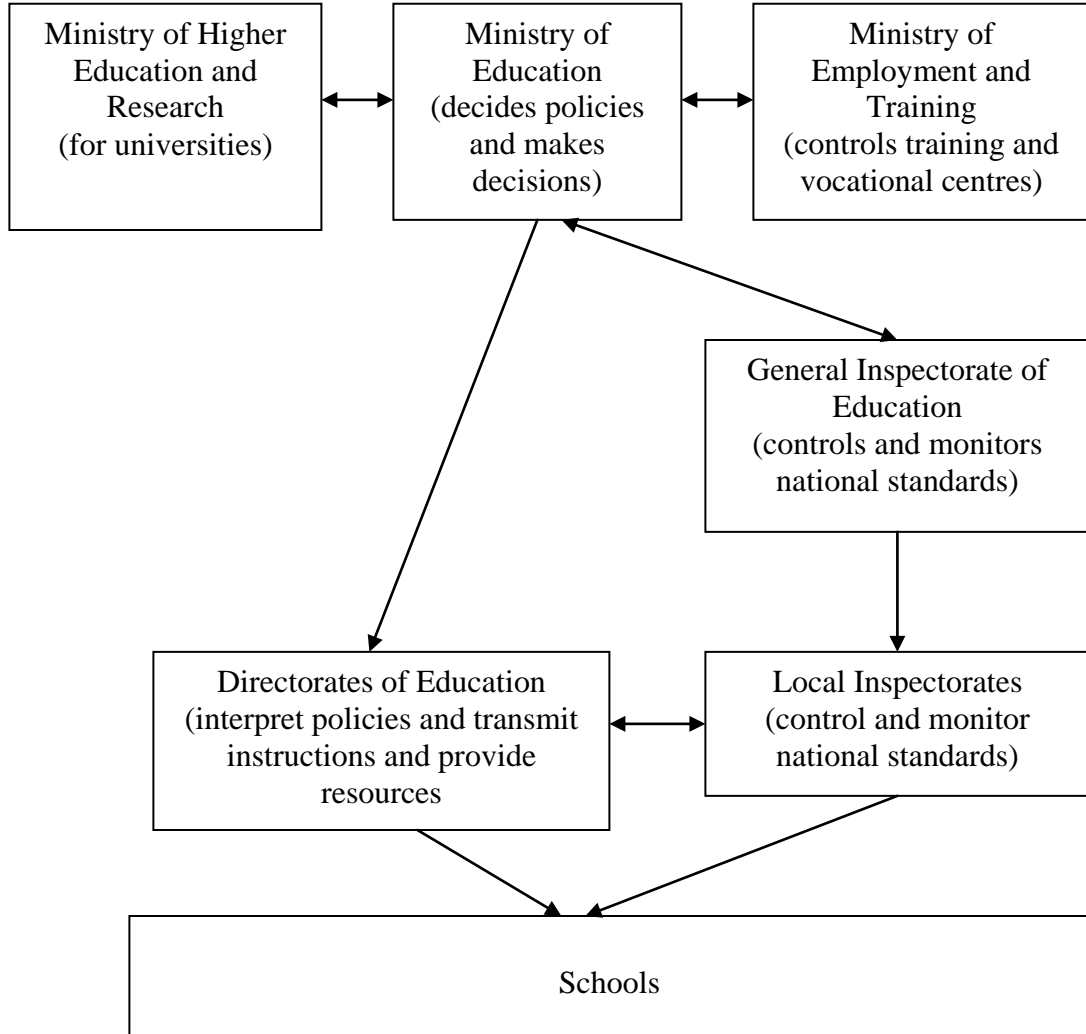 Ministry of Higher
Education and
Research
(for universities)
Ministry of
Education
(decides policies
and makes
decisions)
Ministry of
Employment and
Training
(controls training and
vocational centres)
General Inspectorate of
Education
(controls and monitors
national standards)
Directorates of Education
(interpret policies and transmit
instructions and provide
resources
Local Inspectorates
(control and monitor
national standards)
Schools